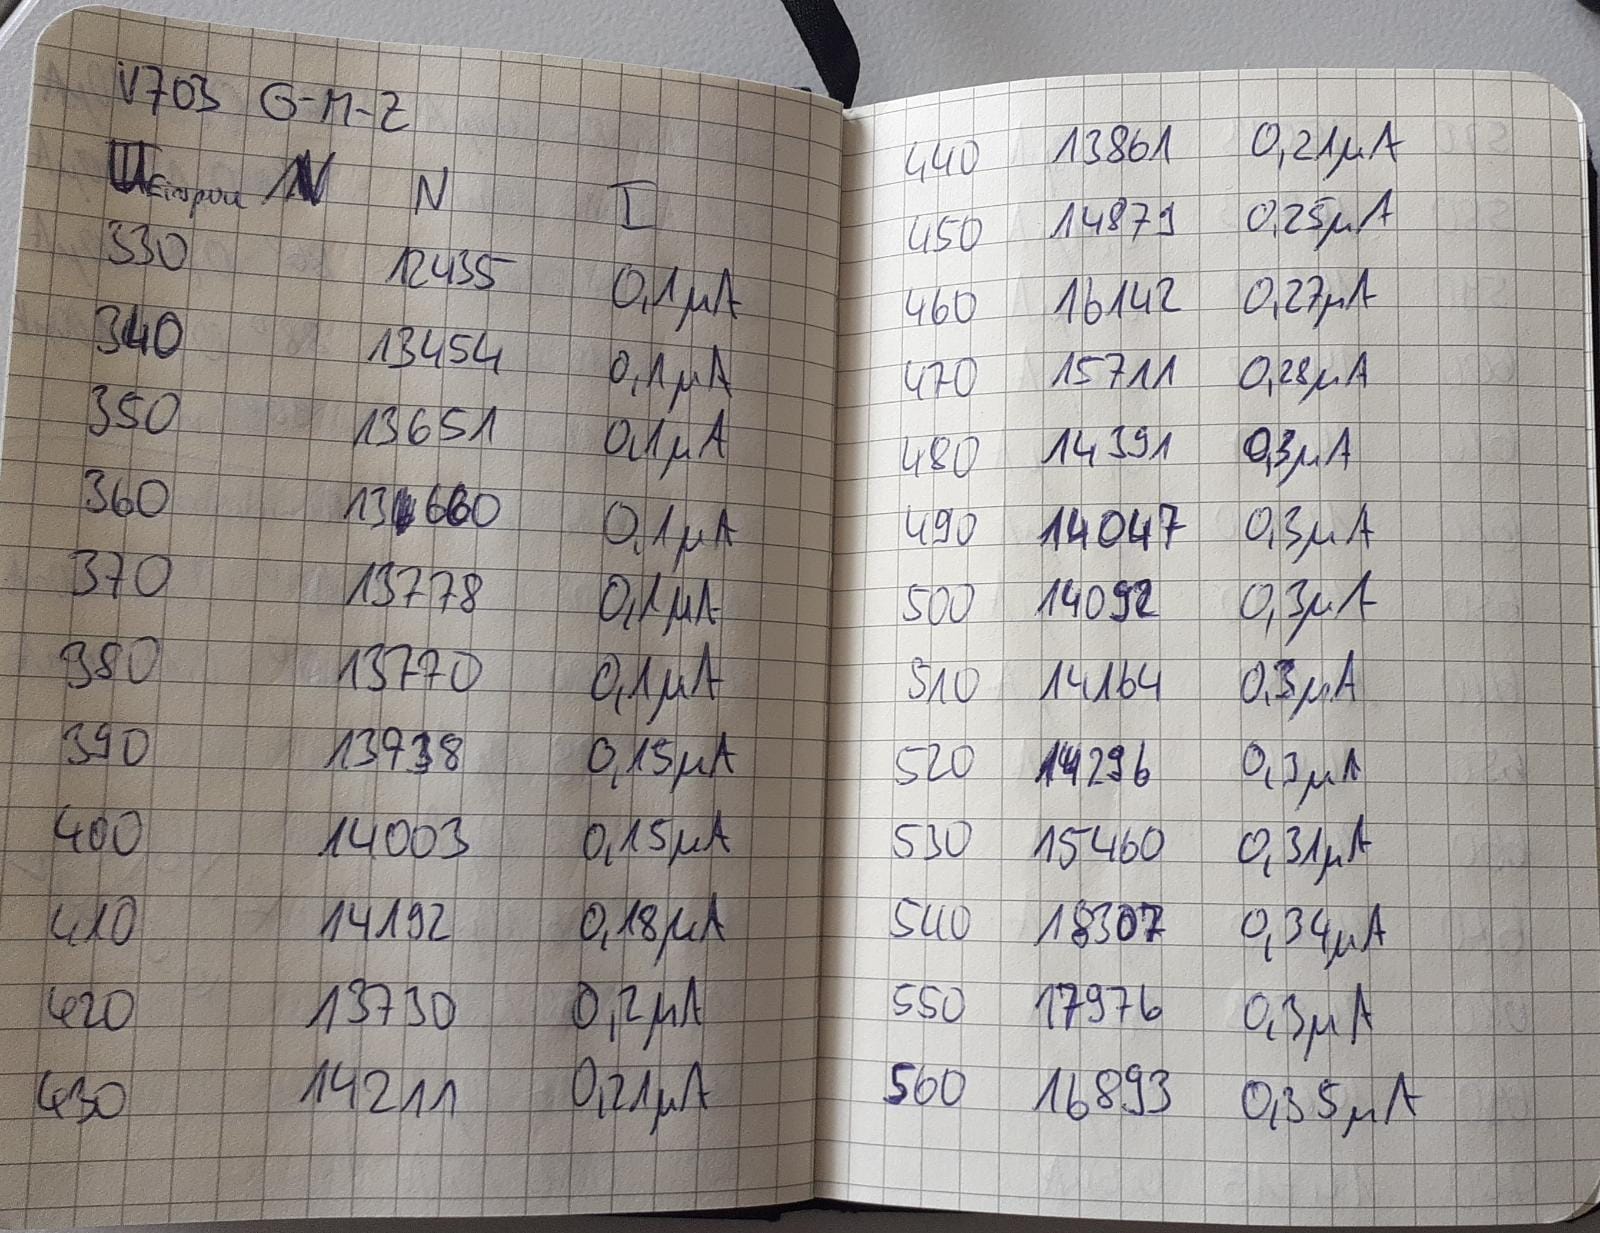 V703 G-M-Z
N I
330 12435 0,1µA
340 13454 0,1µA
350 13651 0,1µA
360 13660 0,1µA
370 13778 0,1µA
380 13770 0,1µA
390 13938 0,15µA
400 14003 0,15µA
410 14192 0,18µA
420 13730 0,2µA
430 14211 0,21µA
440 13861 0,21µA
450 14879 0,25µA
460 16142 0,27µA
470 15711 0,28µA
480 14391 0,3µA
490 14047 0,3µA
500 14092 0,3µA
510 14164 0,3µA
520 14296 0,3µA
530 15460 0,31µA
540 18307 0,34µA
550 17976 0,3µA
560 16893 0,35µA